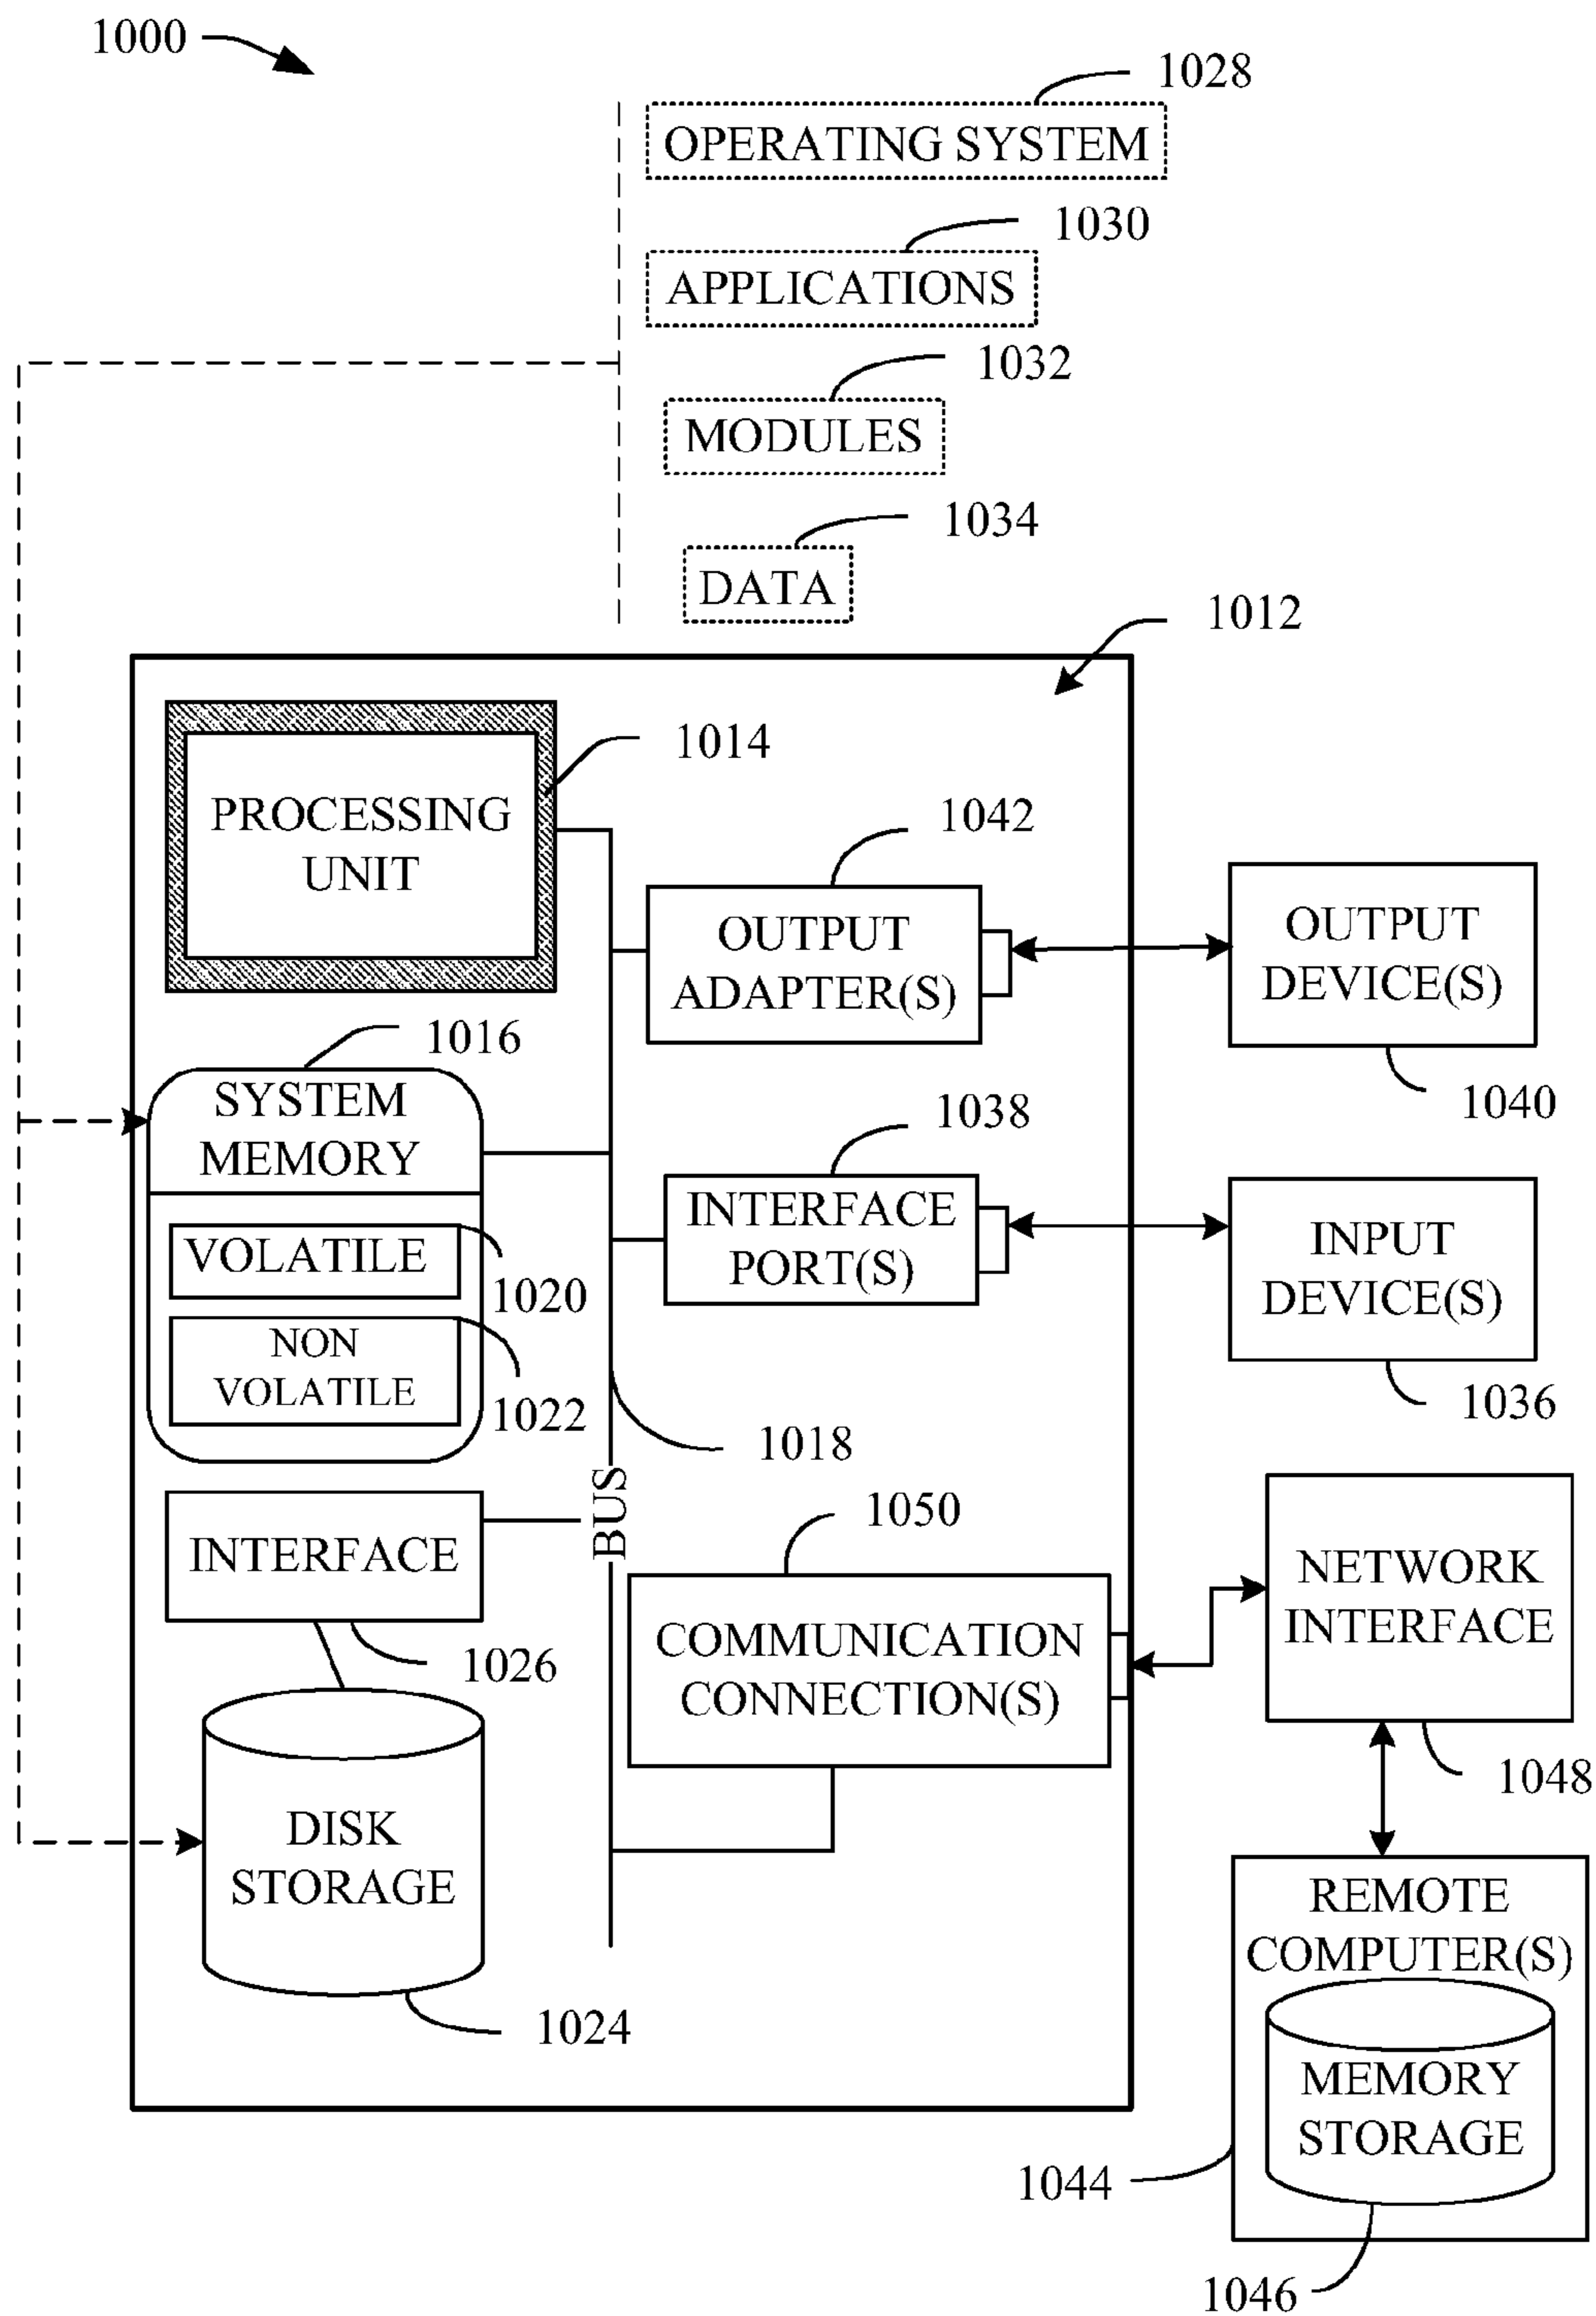 1000
1028
OPERATING SYSTEM
1030
APPLICATIONS
1032
MODULES
1034
DATA
1012
PROCESSING
UNIT
1014
1042
OUTPUT
ADAPTER(S)
OUTPUT
DEVICE(S)
1040
1016
SYSTEM
MEMORY
1038
INTERFACE
PORT(S)
INPUT
DEVICE(S)
1036
VOLATILE
1020
NON
VOLATILE
1022
1018
BUS
INTERFACE
1026
1050
COMMUNICATION
CONNECTION(S)
NETWORK
INTERFACE
1048
DISK
STORAGE
1024
REMOTE
COMPUTER(S)
MEMORY
STORAGE
1044
1046